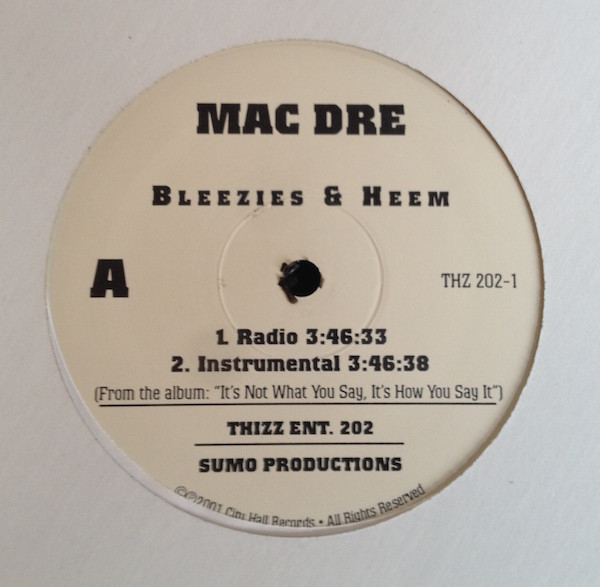 MAC DRE
BLEEZIES & HEEM
A
THZ 202-1
1. Radio 3:46:33
2. Instrumental 3:46:38
(From the album: "It's Not What You Say, It's How You Say It")
THIZZ ENT. 202
SUMO PRODUCTIONS
©℗2001 City Hall Records • All Rights Reserved